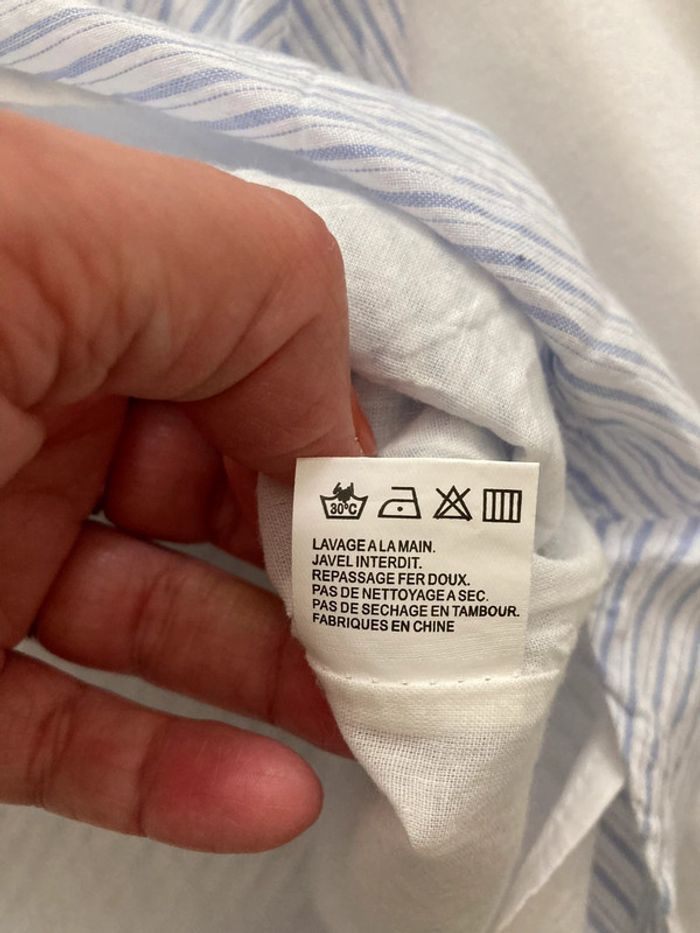 30°C
LAVAGE A LA MAIN.
JAVEL INTERDIT.
REPASSAGE FER DOUX.
PAS DE NETTOYAGE A SEC.
PAS DE SECHAGE EN TAMBOUR.
FABRIQUES EN CHINE